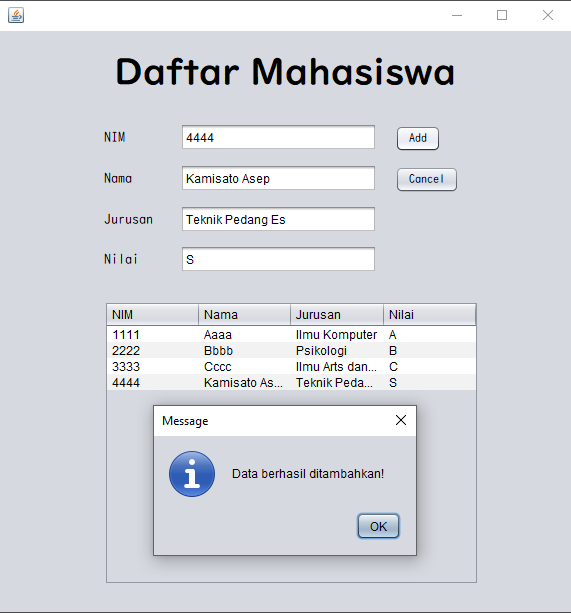 Daftar Mahasiswa
NIM 4444 Add
Nama Kamisato Asep Cancel
Jurusan Teknik Pedang Es
Nilai S
NIM Nama Jurusan Nilai
1111 Aaaa Ilmu Komputer A
2222 Bbbb Psikologi B
3333 Cccc Ilmu Arts dan... C
4444 Kamisato As... Teknik Peda... S
Message
Data berhasil ditambahkan!
OK